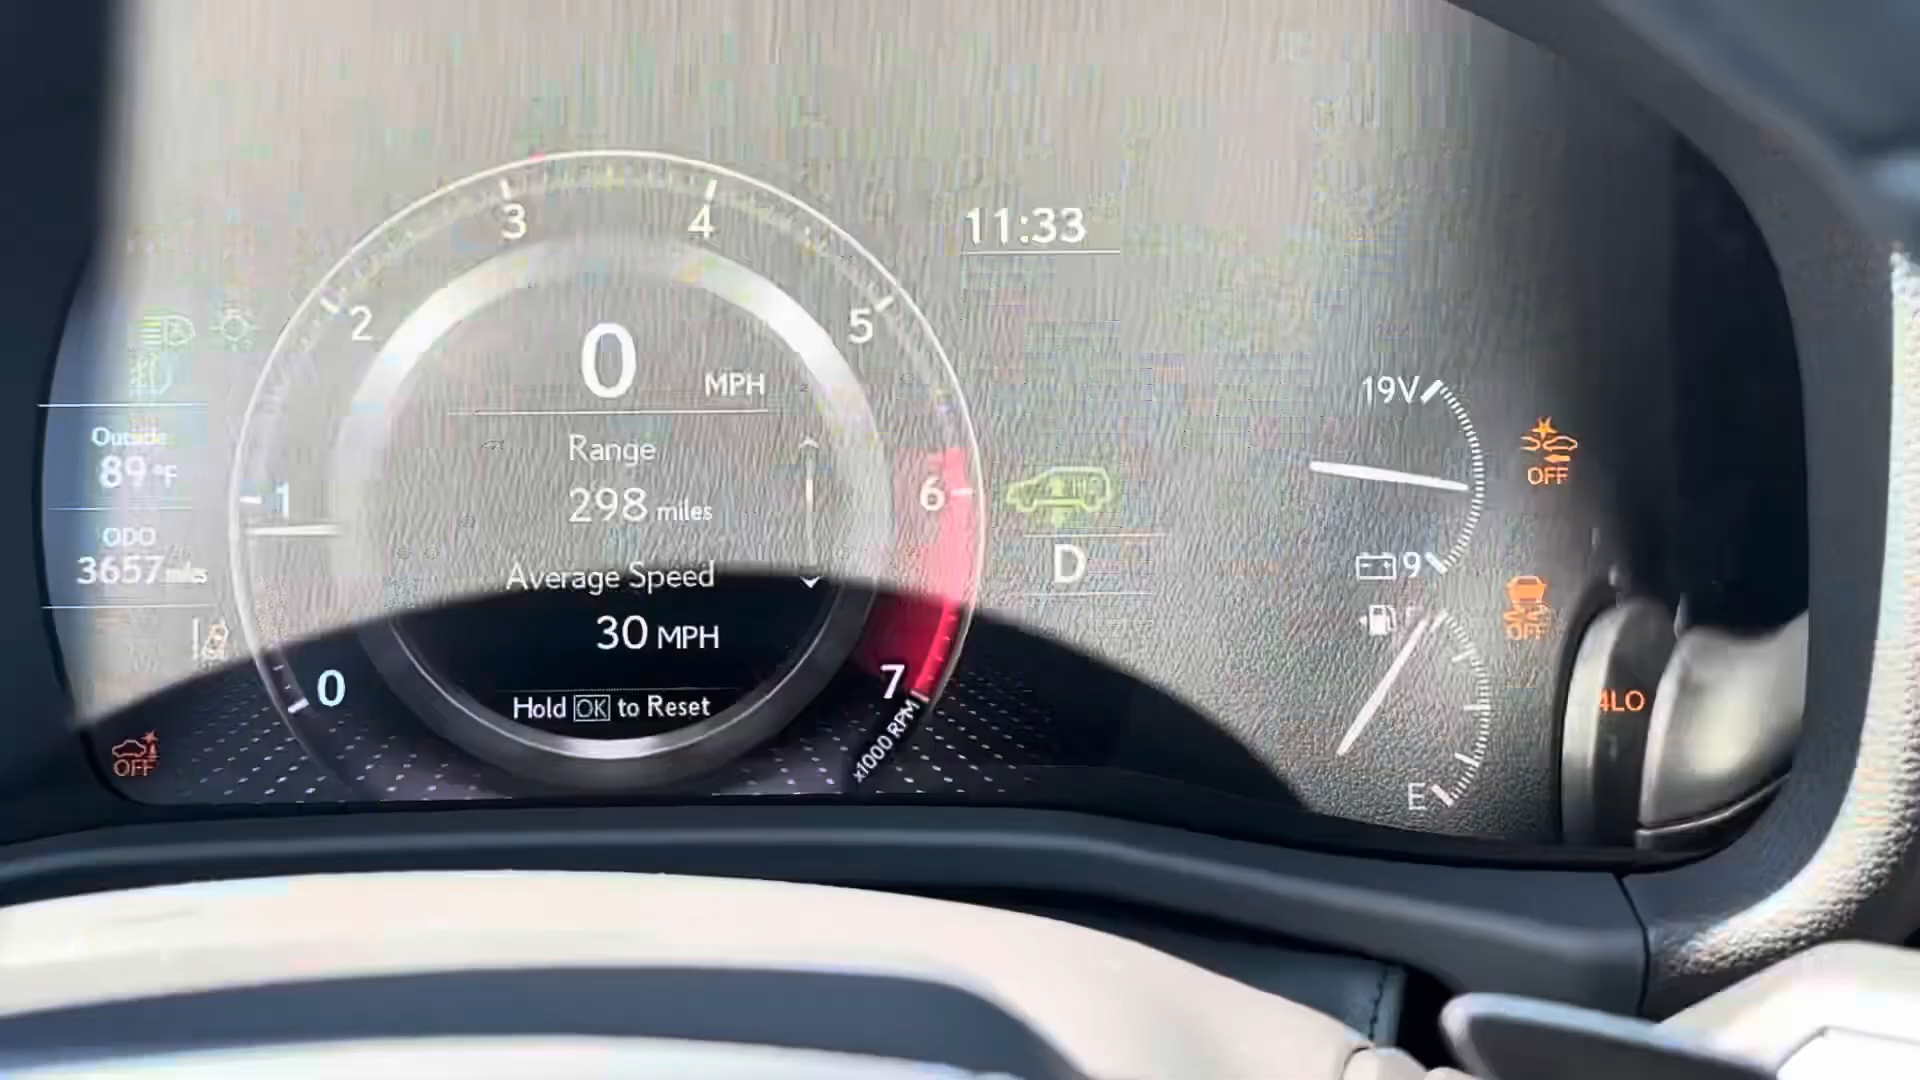 3
4
11:33
2
5
0 MPH
19V
Outside
89 °F
Range
298 miles
1
6
OFF
ODO
3657 miles
Average Speed
30 MPH
D
9
F
OFF
0
7
Hold OK to Reset
4LO
x1000 RPM
OFF
E